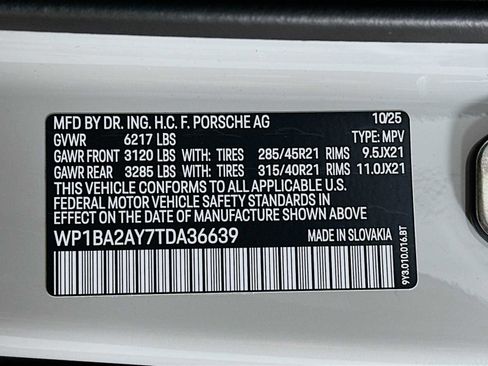 MFD BY DR. ING. H.C. F. PORSCHE AG 10/25
GVWR 6217 LBS TYPE: MPV
GAWR FRONT 3120 LBS WITH: TIRES 285/45R21 RIMS 9.5JX21
GAWR REAR 3285 LBS WITH: TIRES 315/40R21 RIMS 11.0JX21
THIS VEHICLE CONFORMS TO ALL APPLICABLE U.S.
FEDERAL MOTOR VEHICLE SAFETY STANDARDS IN
EFFECT ON THE DATE OF MANUFACTURE SHOWN ABOVE.
WP1BA2AY7TDA36639 MADE IN SLOVAKIA
9Y3.010.016.BT